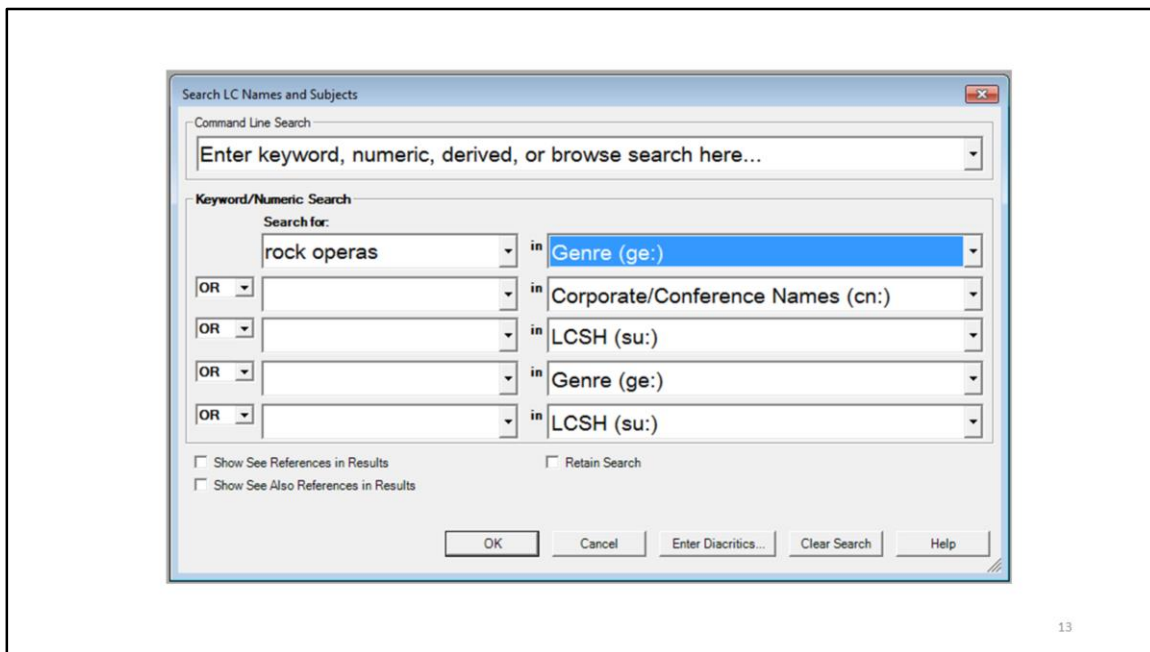 Search LC Names and Subjects
Command Line Search
Enter keyword, numeric, derived, or browse search here...
Keyword/Numeric Search
Search for:
rock operas in Genre (ge:)
OR in Corporate/Conference Names (cn:)
OR in LCSH (su:)
OR in Genre (ge:)
OR in LCSH (su:)
Show See References in Results Retain Search
Show See Also References in Results
OK Cancel Enter Diacritics... Clear Search Help
13